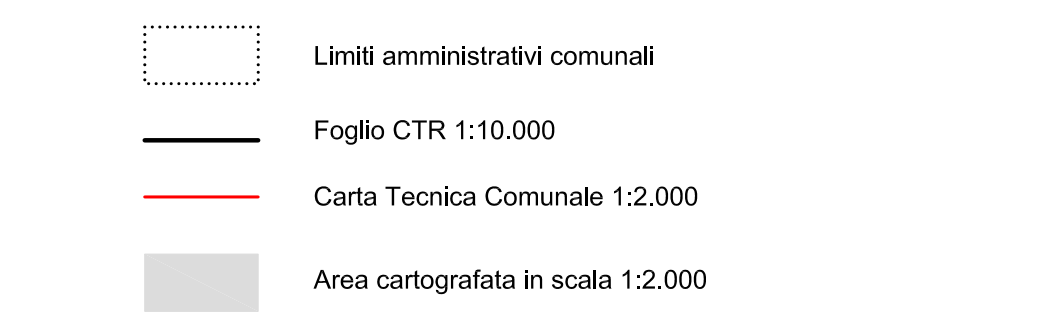 Limiti amministrativi comunali
Foglio CTR 1:10.000
Carta Tecnica Comunale 1:2.000
Area cartografata in scala 1:2.000